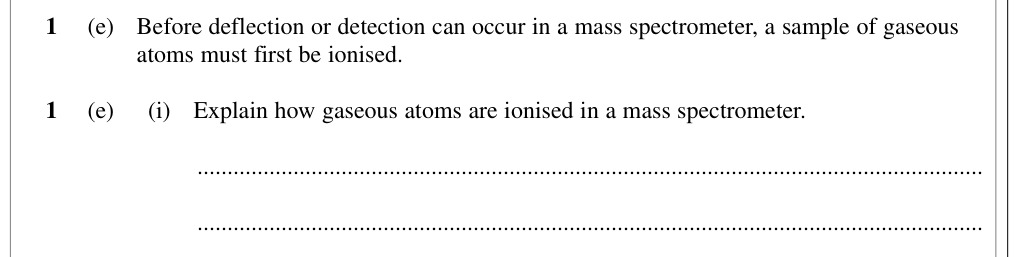 1 (e) Before deflection or detection can occur in a mass spectrometer, a sample of gaseous
atoms must first be ionised.
1 (e) (i) Explain how gaseous atoms are ionised in a mass spectrometer.